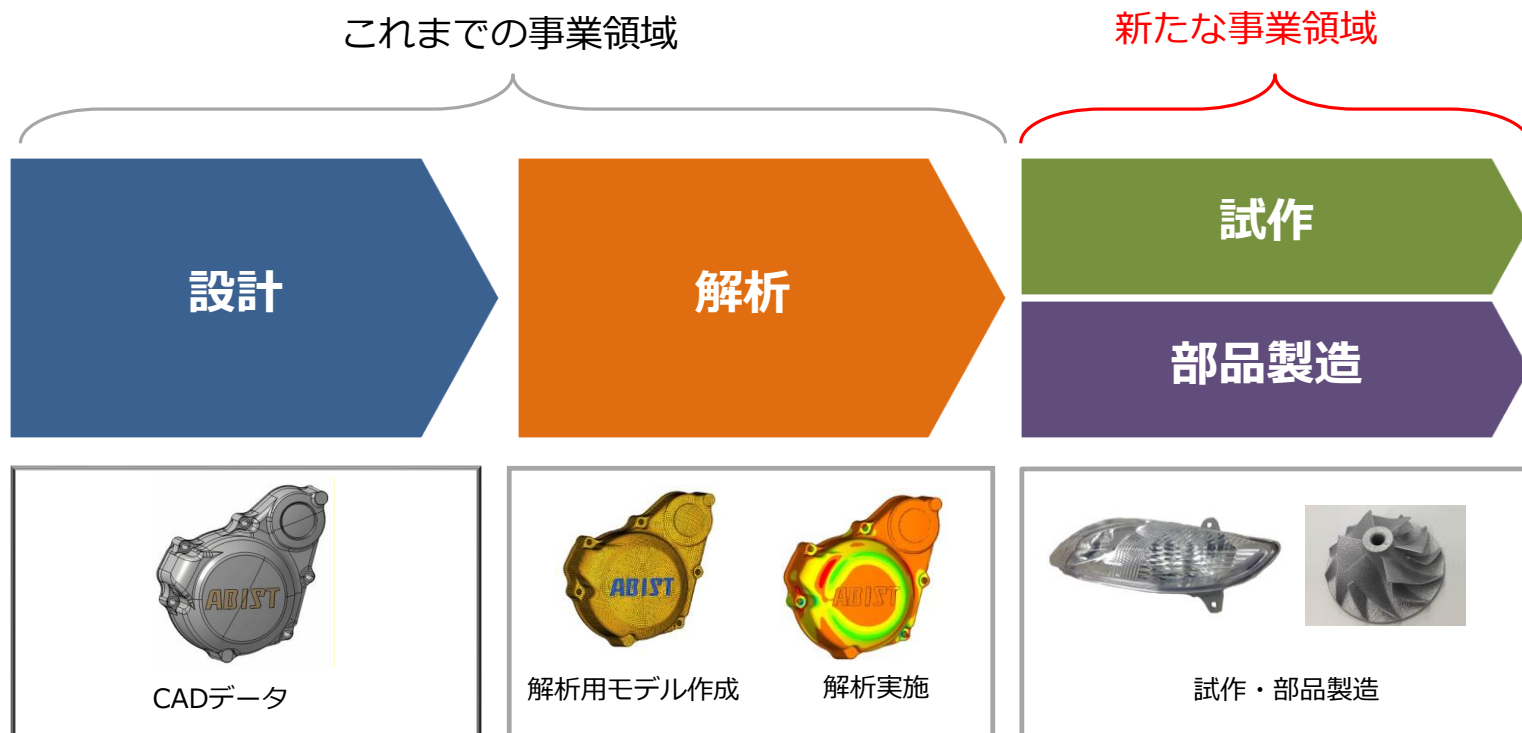 これまでの事業領域
新たな事業領域
設計
解析
試作
部品製造
ABIST
CADデータ
ABIST
解析用モデル作成
ABIST
解析実施
試作・部品製造